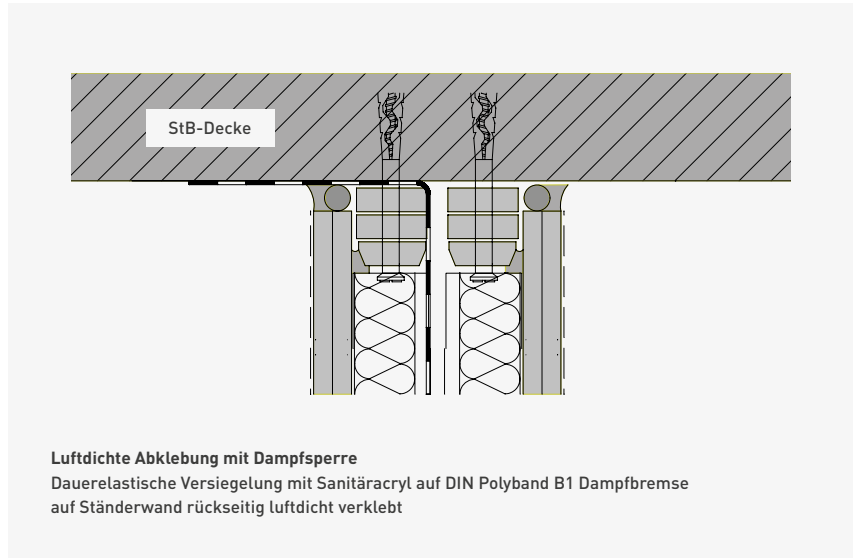 StB-Decke
Luftdichte Abklebung mit Dampfsperre
Dauerelastische Versiegelung mit Sanitäracryl auf DIN Polyband B1 Dampfbremse
auf Ständerwand rückseitig luftdicht verklebt